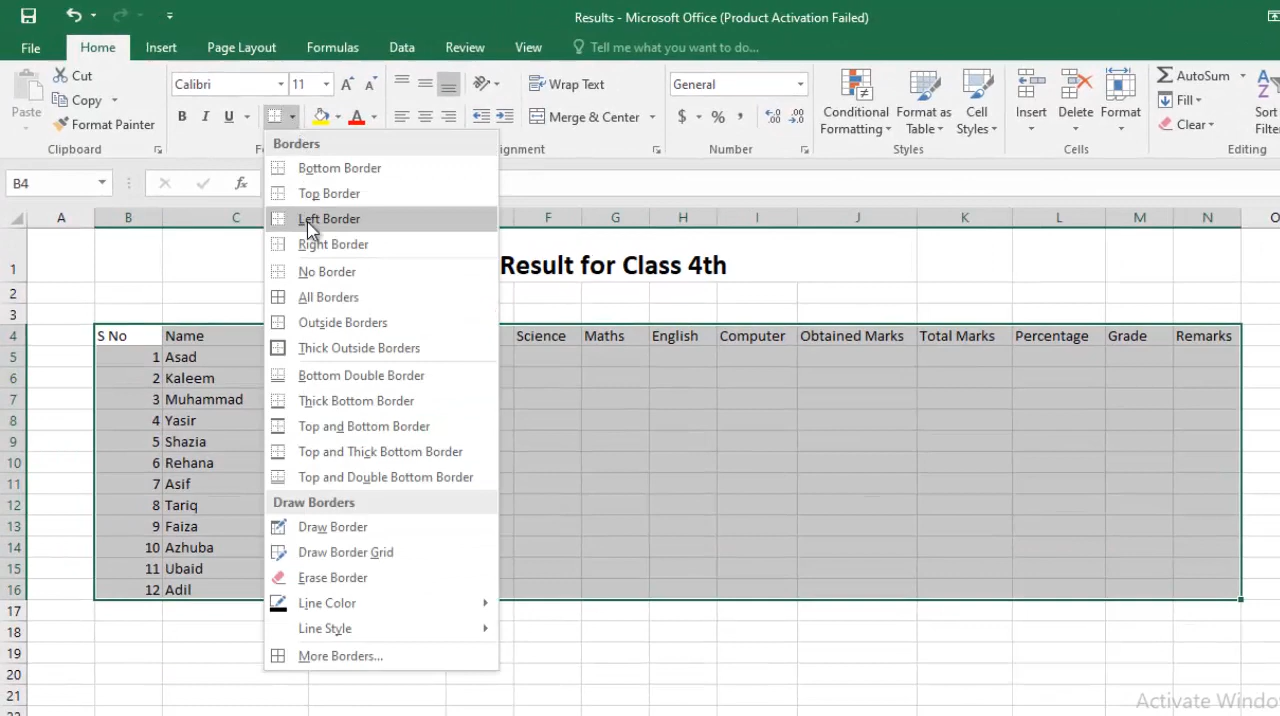 Results - Microsoft Office (Product Activation Failed)
File Home Insert Page Layout Formulas Data Review View Tell me what you want to do...
Cut
Copy
Format Painter
Paste
Clipboard
Calibri 11
B I U
Wrap Text
Merge & Center
General
$ % ,
Number
Conditional Formatting
Format as Table
Cell Styles
Styles
Insert
Delete
Format
Cells
AutoSum
Fill
Clear
Editing
B4
fx
A B C F G H I J K L M N
Borders
Bottom Border
Top Border
Left Border
Right Border
No Border
All Borders
Outside Borders
Thick Outside Borders
Bottom Double Border
Thick Bottom Border
Top and Bottom Border
Top and Thick Bottom Border
Top and Double Bottom Border
Draw Borders
Draw Border
Draw Border Grid
Erase Border
Line Color
Line Style
More Borders...
1 Result for Class 4th
2
3
4 S No Name Science Maths English Computer Obtained Marks Total Marks Percentage Grade Remarks
5 1 Asad
6 2 Kaleem
7 3 Muhammad
8 4 Yasir
9 5 Shazia
10 6 Rehana
11 7 Asif
12 8 Tariq
13 9 Faiza
14 10 Azhuba
15 11 Ubaid
16 12 Adil
17
18
19
20
21
Activate Windo